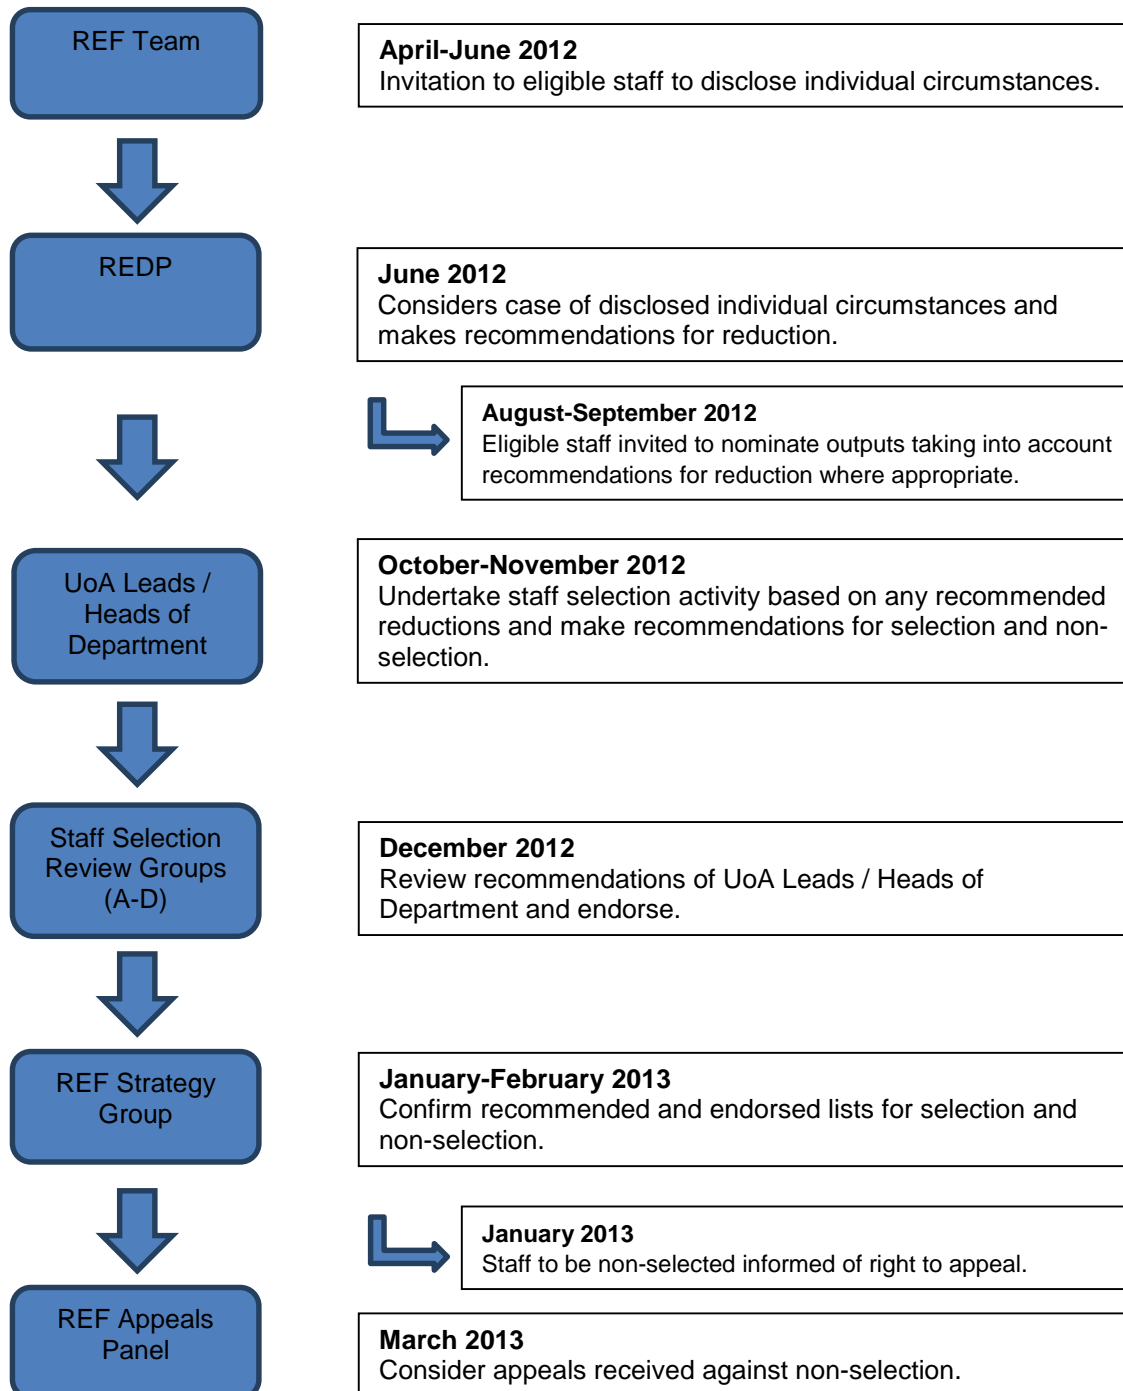 REF Team
April-June 2012
Invitation to eligible staff to disclose individual circumstances.
REDP
June 2012
Considers case of disclosed individual circumstances and
makes recommendations for reduction.
August-September 2012
Eligible staff invited to nominate outputs taking into account
recommendations for reduction where appropriate.
UoA Leads /
Heads of
Department
October-November 2012
Undertake staff selection activity based on any recommended
reductions and make recommendations for selection and non-
selection.
Staff Selection
Review Groups
(A-D)
December 2012
Review recommendations of UoA Leads / Heads of
Department and endorse.
REF Strategy
Group
January-February 2013
Confirm recommended and endorsed lists for selection and
non-selection.
January 2013
Staff to be non-selected informed of right to appeal.
REF Appeals
Panel
March 2013
Consider appeals received against non-selection.